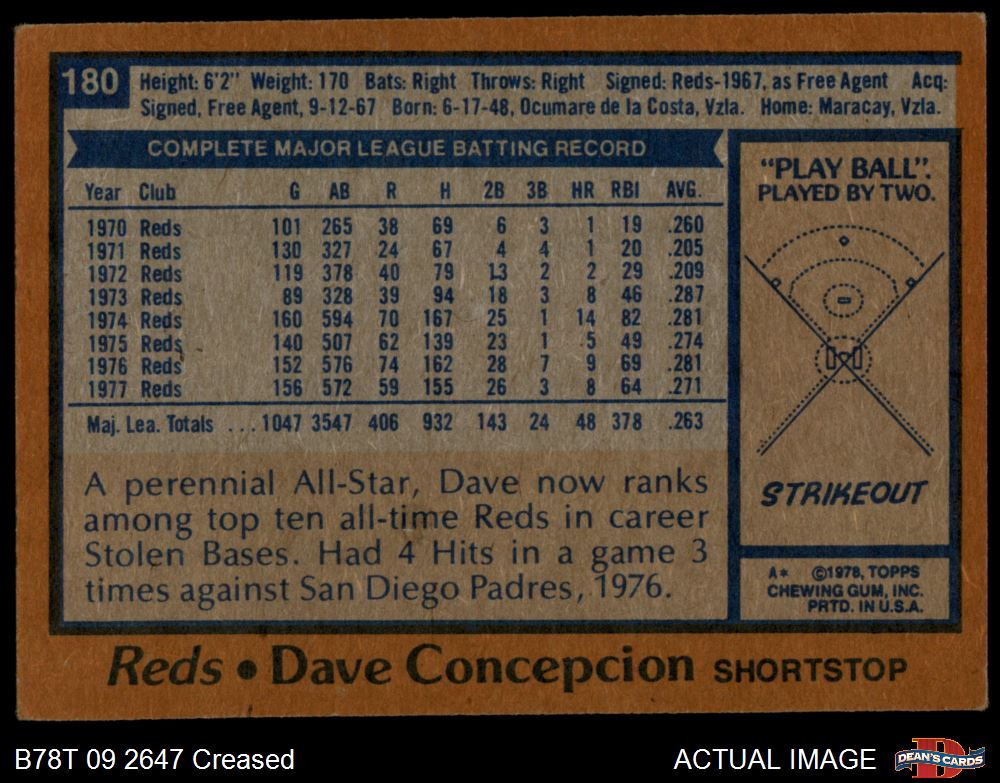 180
Height: 6'2" Weight: 170 Bats: Right Throws: Right Signed: Reds-1967, as Free Agent Acq:
Signed, Free Agent, 9-12-67 Born: 6-17-48, Ocumare de la Costa, Vzla. Home: Maracay, Vzla.
COMPLETE MAJOR LEAGUE BATTING RECORD
Year Club G AB R H 2B 3B HR RBI AVG.
1970 Reds 101 265 38 69 6 3 1 19 .260
1971 Reds 130 327 24 67 4 4 1 20 .205
1972 Reds 119 378 40 79 13 2 2 29 .209
1973 Reds 89 328 39 94 18 3 8 46 .287
1974 Reds 160 594 70 167 25 1 14 82 .281
1975 Reds 140 507 62 139 23 1 5 49 .274
1976 Reds 152 576 74 162 28 7 9 69 .281
1977 Reds 156 572 59 155 26 3 8 64 .271
Maj. Lea. Totals ... 1047 3547 406 932 143 24 48 378 .263
A perennial All-Star, Dave now ranks
among top ten all-time Reds in career
Stolen Bases. Had 4 Hits in a game 3
times against San Diego Padres, 1976.
"PLAY BALL".
PLAYED BY TWO.
STRIKEOUT
A* ©1978, TOPPS
CHEWING GUM, INC.
PRTD. IN U.S.A.
Reds • Dave Concepcion SHORTSTOP
B78T 09 2647 Creased
ACTUAL IMAGE
D
DEAN'S CARDS